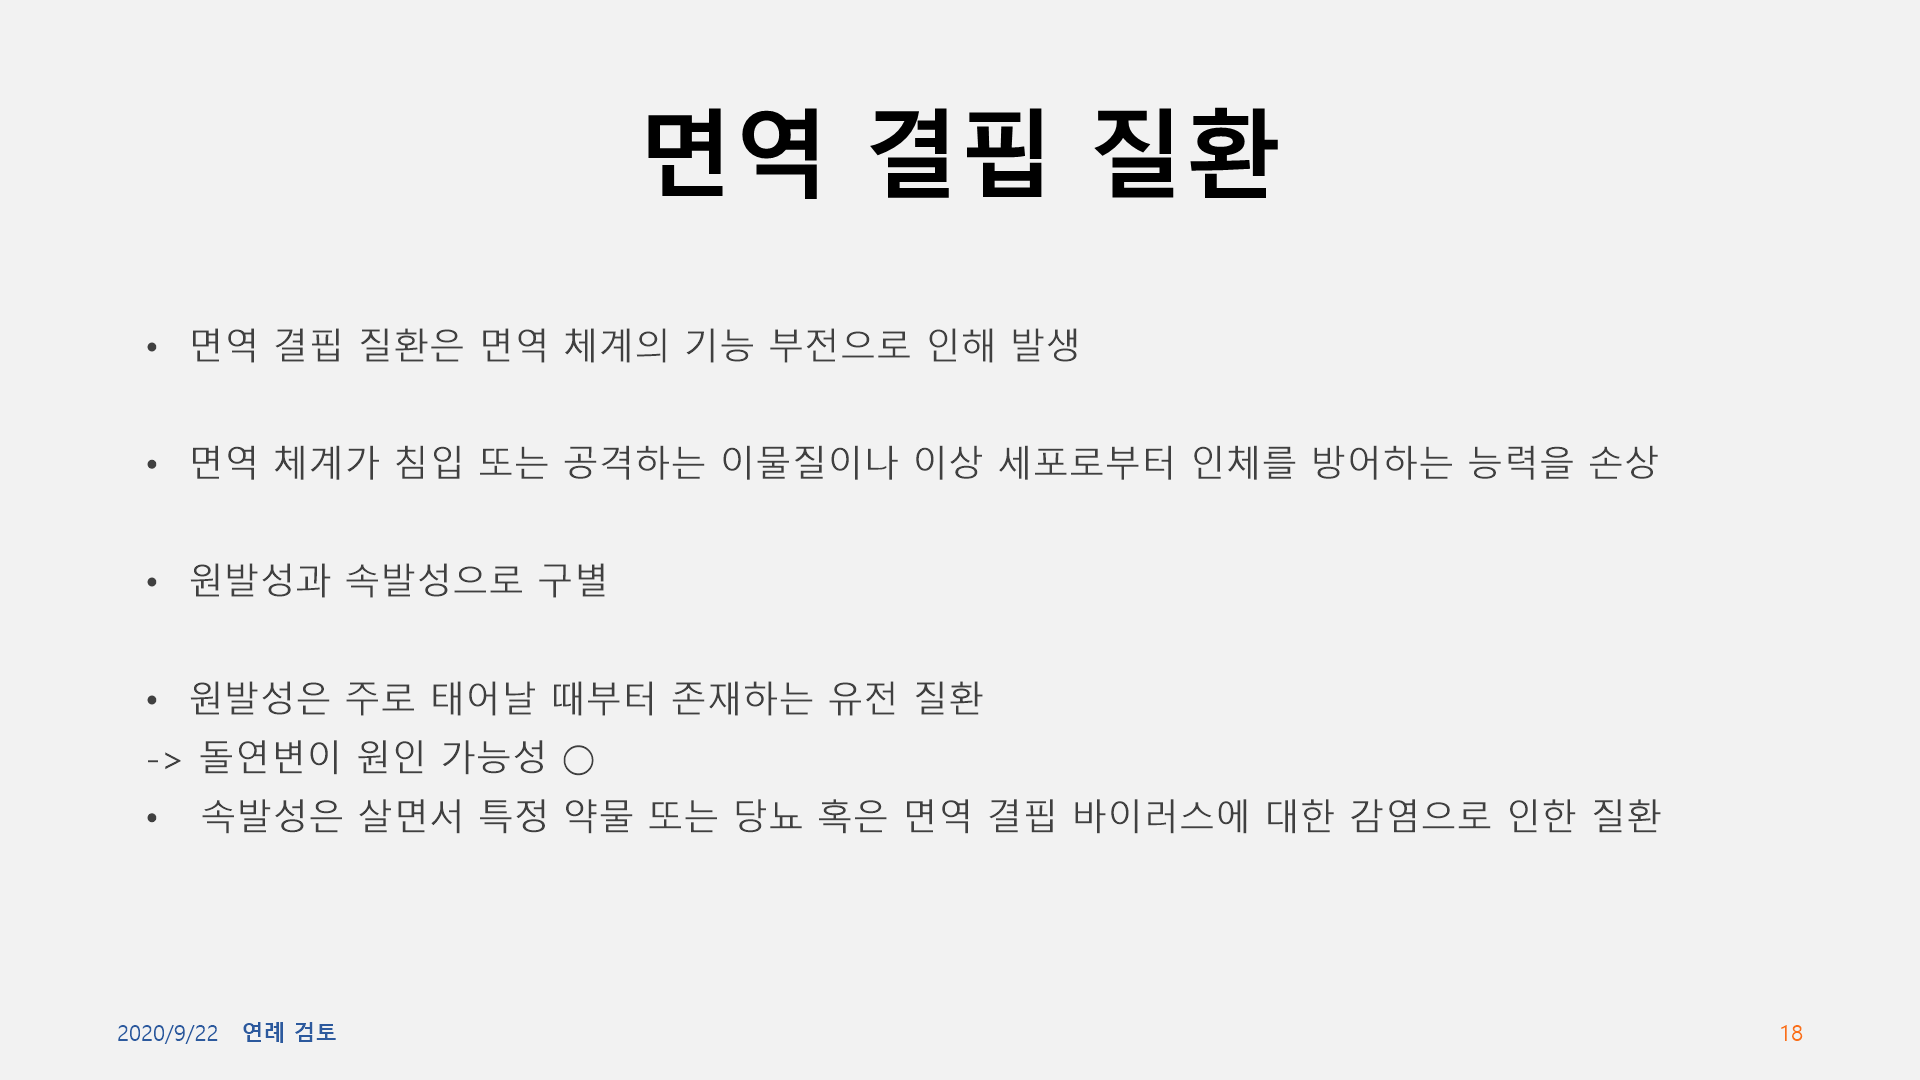 면역 결핍 질환
• 면역 결핍 질환은 면역 체계의 기능 부전으로 인해 발생
• 면역 체계가 침입 또는 공격하는 이물질이나 이상 세포로부터 인체를 방어하는 능력을 손상
• 원발성과 속발성으로 구별
• 원발성은 주로 태어날 때부터 존재하는 유전 질환
-> 돌연변이 원인 가능성 ○
• 속발성은 살면서 특정 약물 또는 당뇨 혹은 면역 결핍 바이러스에 대한 감염으로 인한 질환
2020/9/22 연례 검토
18